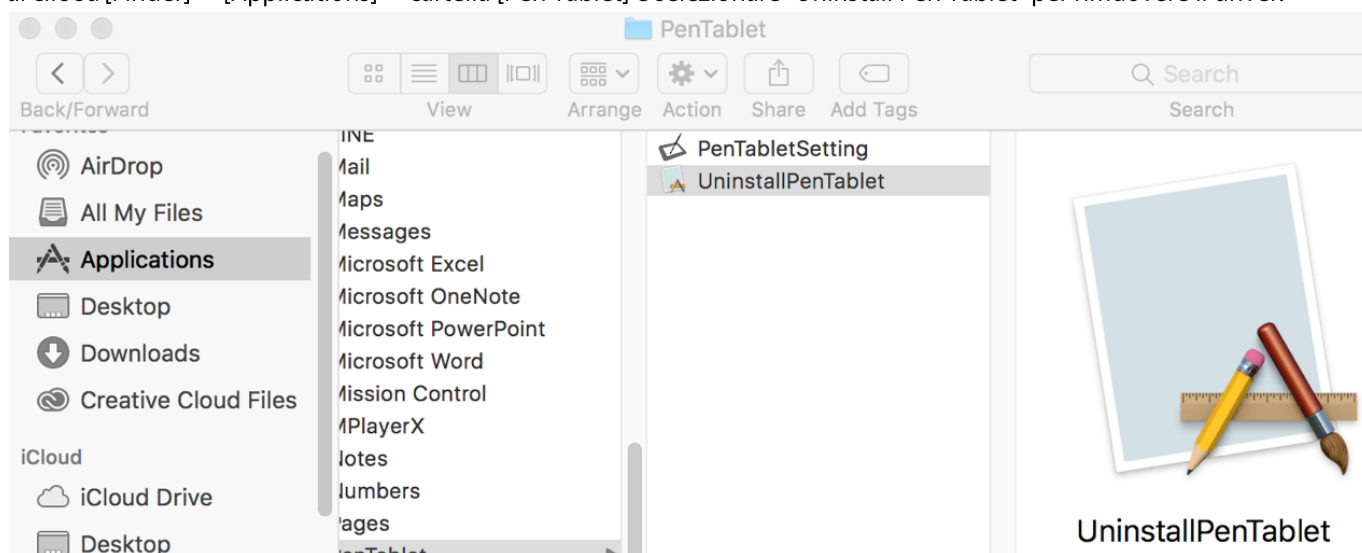 PenTablet
Back/Forward
View
Arrange
Action
Share
Add Tags
Search
Search
AirDrop
All My Files
Applications
Desktop
Downloads
Creative Cloud Files
iCloud
iCloud Drive
Desktop
Mail
Maps
Messages
Microsoft Excel
Microsoft OneNote
Microsoft PowerPoint
Microsoft Word
Mission Control
MPlayerX
Notes
Numbers
Pages
PenTablet
PenTabletSetting
UninstallPenTablet
UninstallPenTablet